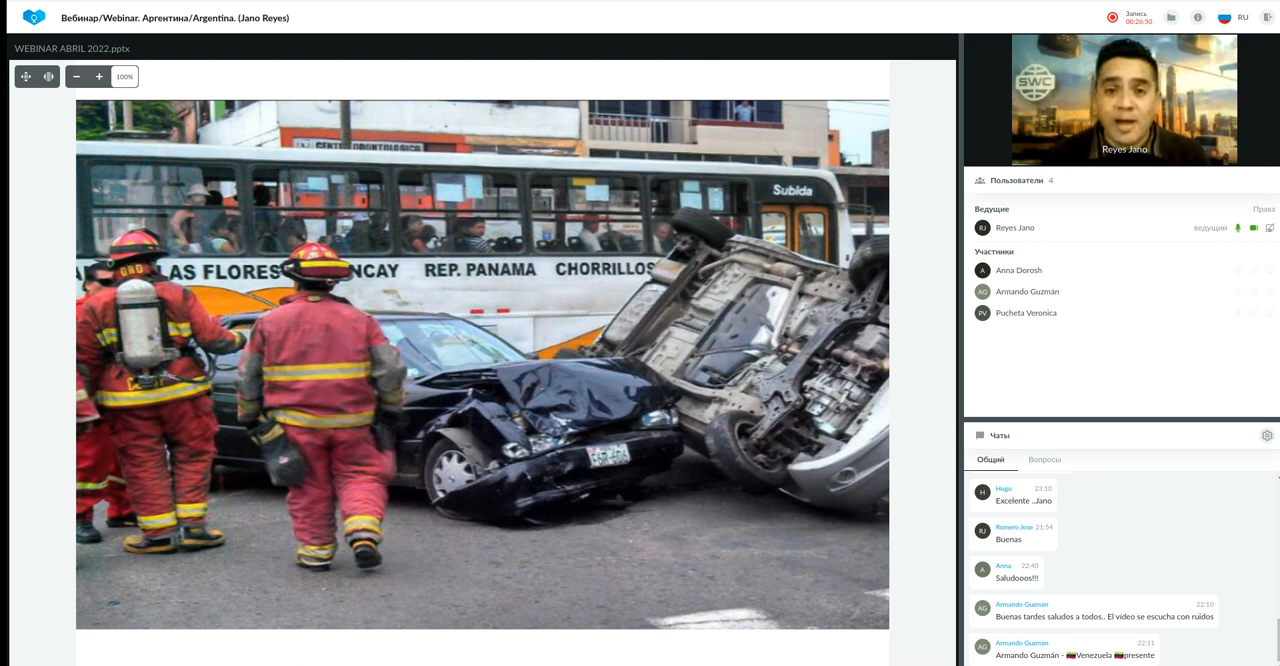 Вебинар/Webinar. Аргентина/Argentina. (Jano Reyes)
Запись
00:26:50
RU
WEBINAR ABRIL 2022.pptx
100%
CENTRO ODONTOLOGICO
Subida
LAS FLORES
NCAY REP. PANAMA CHORRILLOS
SWC
Reyes Jano
Пользователи 4
Ведущие Права
RJ Reyes Jano ведущий
Участники
A Anna Dorosh
AG Armando Guzmán
PV Pucheta Veronica
Чаты
Общий Вопросы
H Hugo 23:10
Excelente ..Jano
RJ Romero Jose 21:54
Buenas
A Anna 22:40
Saludooos!!!
AG Armando Guzmán 22:10
Buenas tardes saludos a todos.. El video se escucha con ruidos
AG Armando Guzmán 22:11
Armando Guzmán - 🇻🇪Venezuela 🇻🇪presente